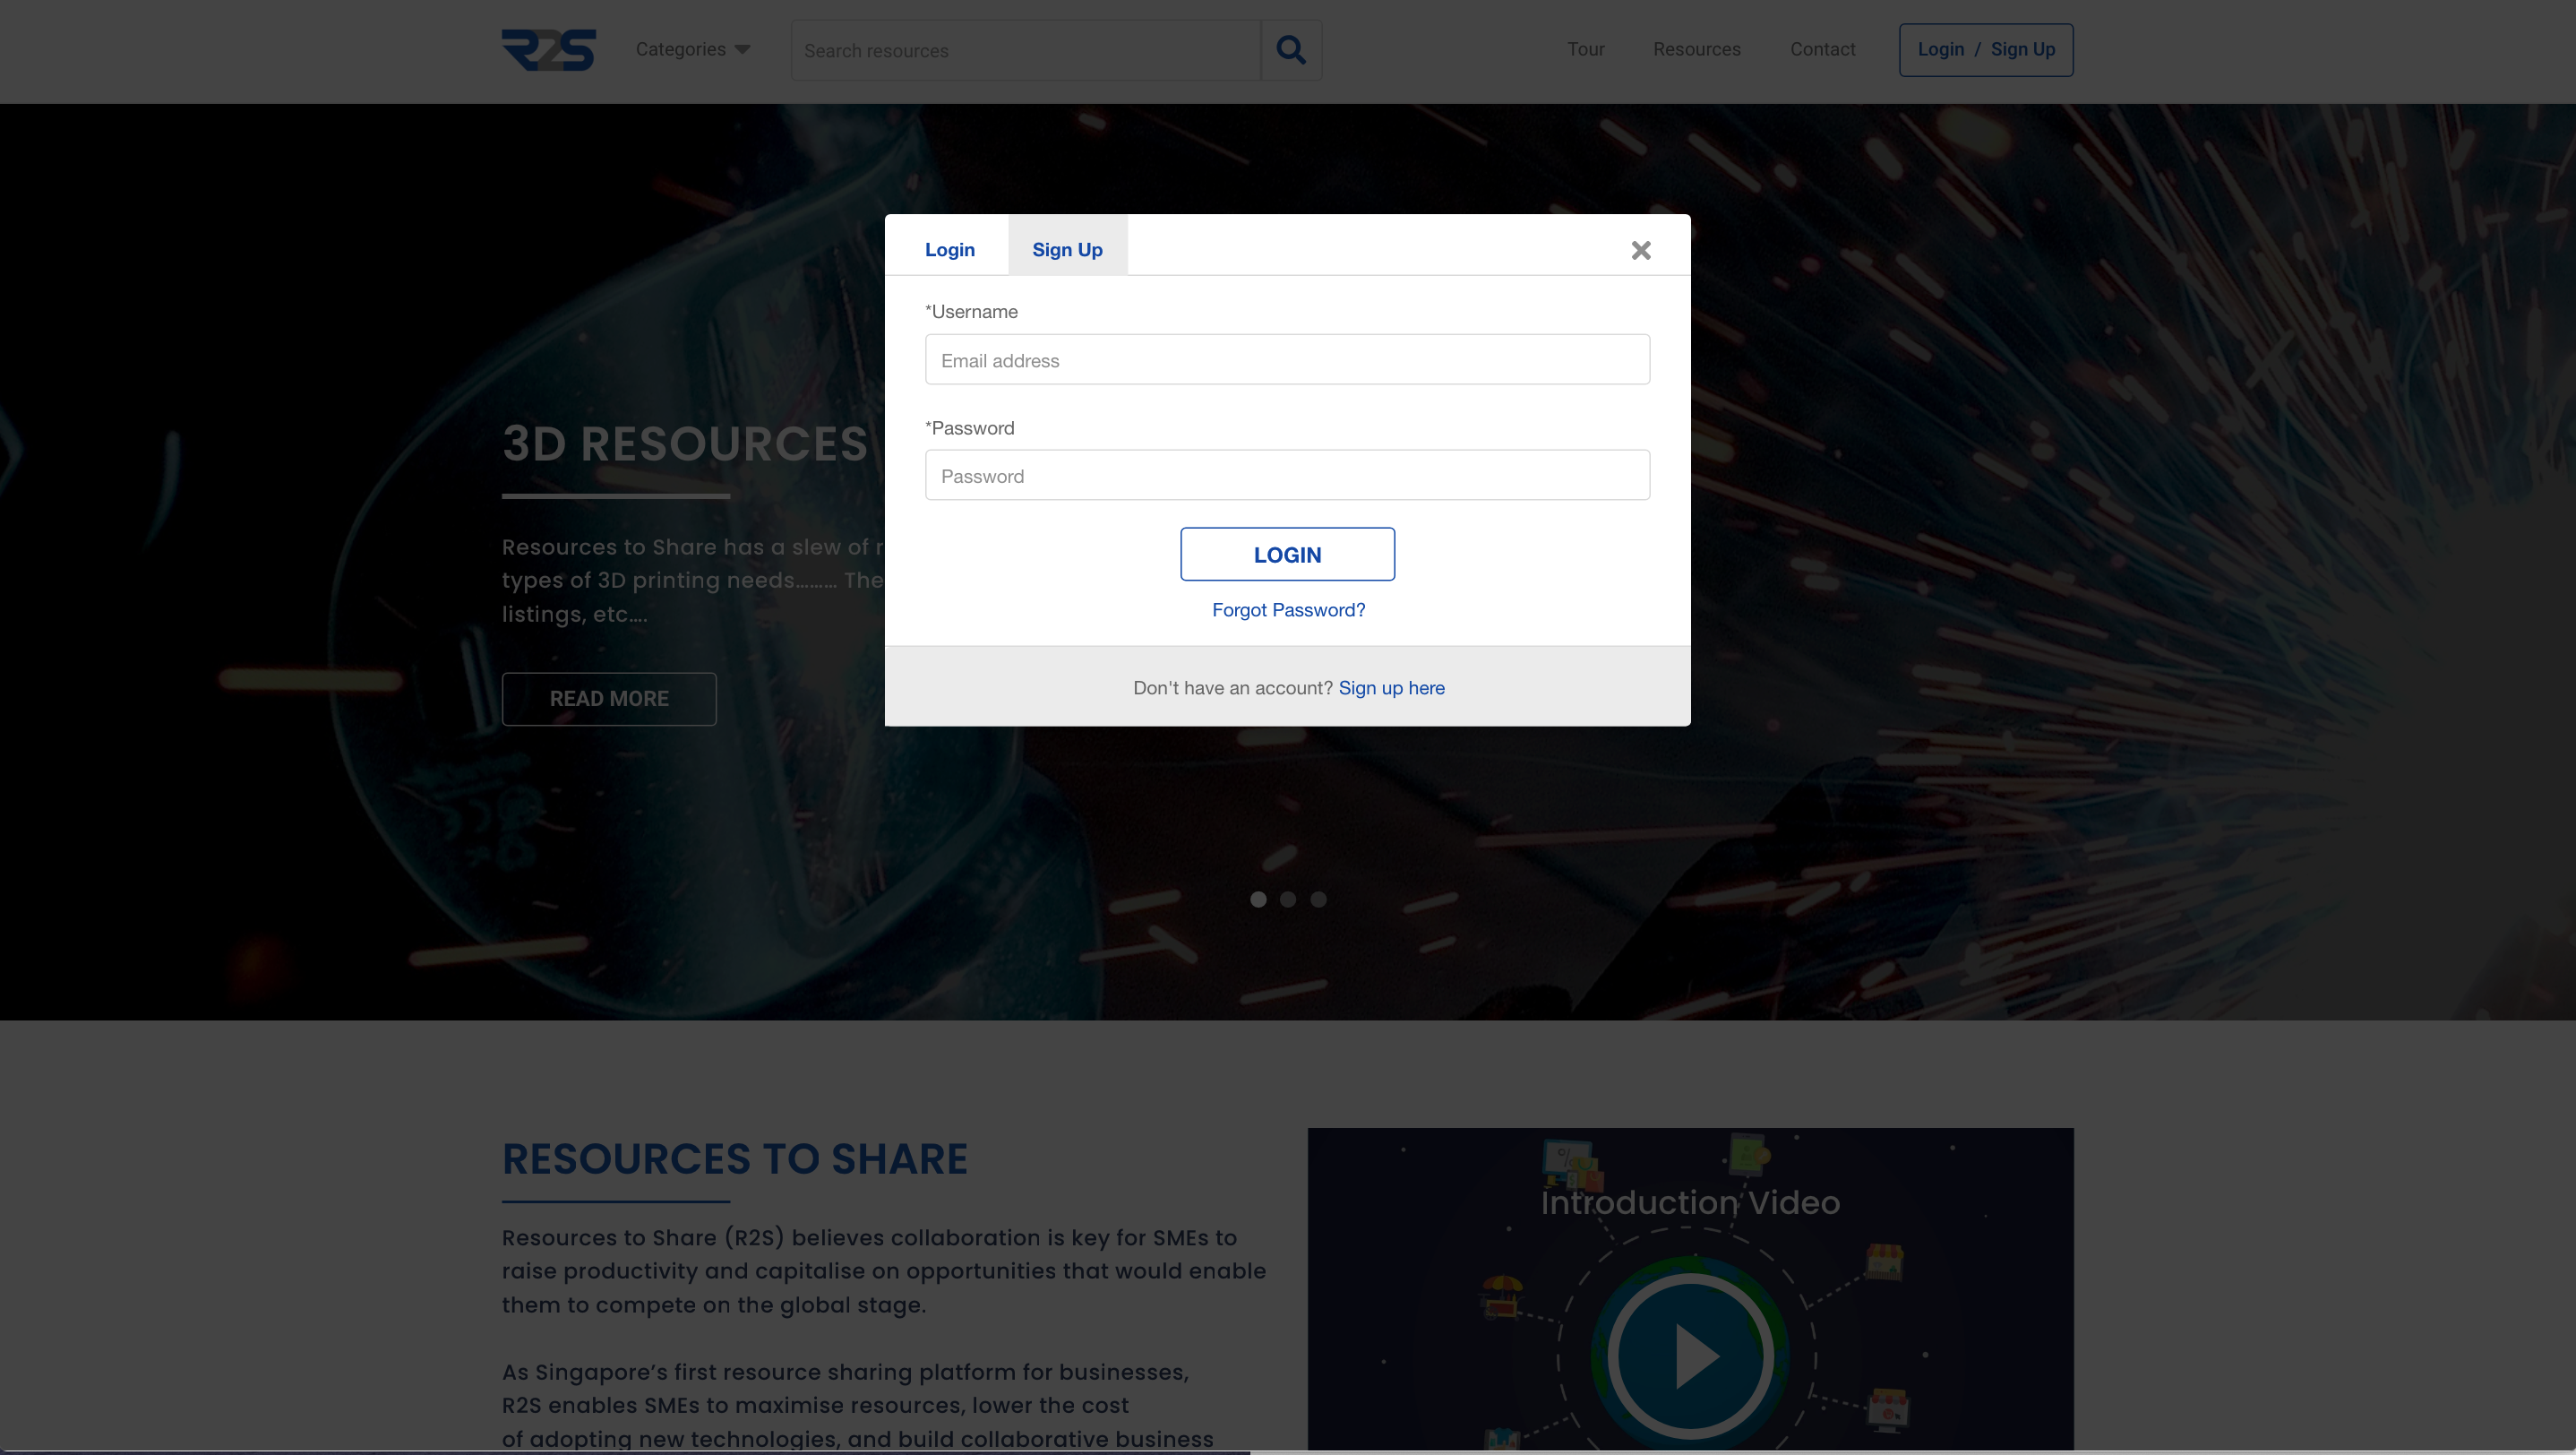 R2S
Categories
Search resources
Tour
Resources
Contact
Login / Sign Up
Login
Sign Up
*Username
Email address
*Password
Password
LOGIN
Forgot Password?
Don't have an account? Sign up here
3D RESOURCES
Resources to Share has a slew of r
types of 3D printing needs......... The
listings, etc....
READ MORE
RESOURCES TO SHARE
Resources to Share (R2S) believes collaboration is key for SMEs to
raise productivity and capitalise on opportunities that would enable
them to compete on the global stage.
As Singapore’s first resource sharing platform for businesses,
R2S enables SMEs to maximise resources, lower the cost
of adopting new technologies, and build collaborative business
Introduction Video